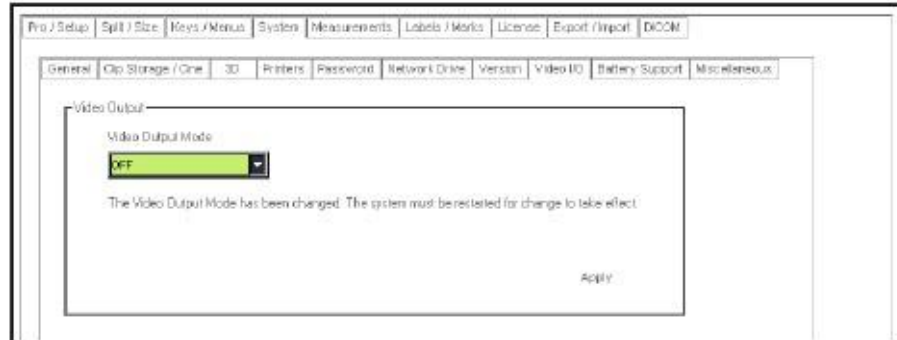 Pro / Setup Split / Size Keys / Menus System Measurements Labels / Marks License Export / Import DICOM
General Clip Storage / Cine 3D Printers Password Network Drive Version Video I/O Battery Support Miscellaneous
Video Output
Video Output Mode
OFF
The Video Output Mode has been changed. The system must be restarted for change to take effect.
Apply